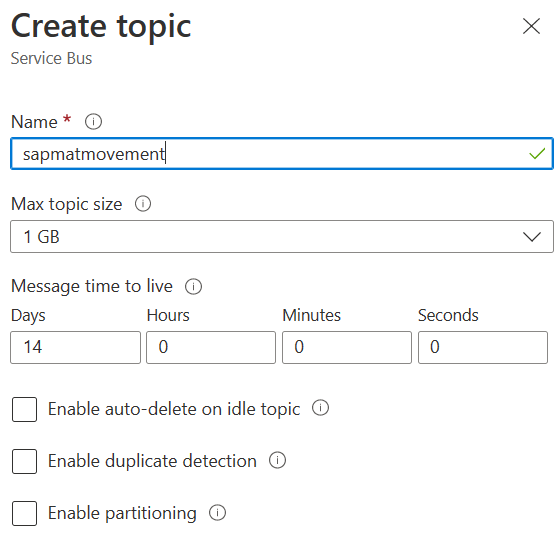 Create topic
Service Bus
Name *
sapmatmovement
Max topic size
1 GB
Message time to live
Days Hours Minutes Seconds
14 0 0 0
Enable auto-delete on idle topic
Enable duplicate detection
Enable partitioning